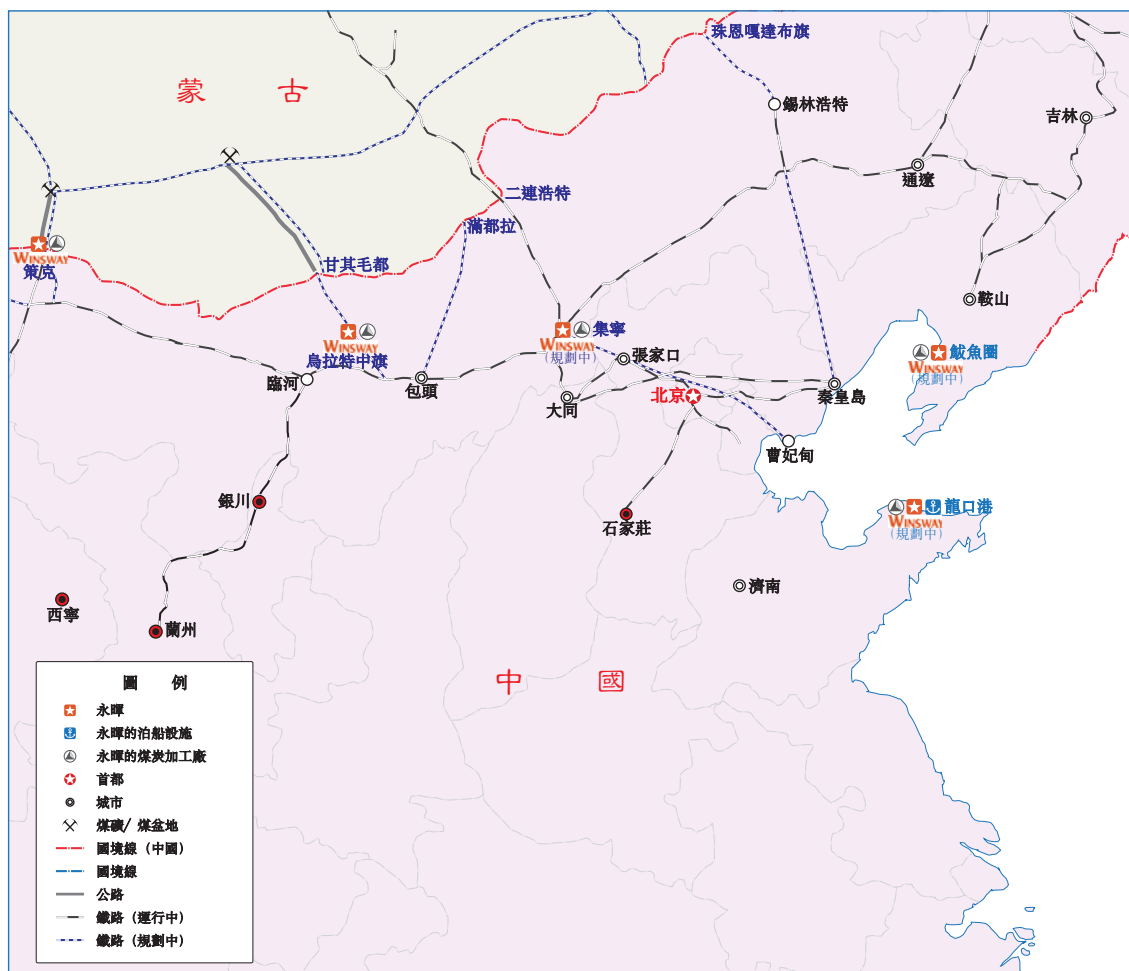 珠恩嘎達布旗
蒙 古
錫林浩特
吉林
通遼
二連浩特
滿都拉
WINSWAY
策克
甘其毛都
鞍山
WINSWAY
烏拉特中旗
集寧
WINSWAY
(規劃中)
張家口
鮁魚圈
WINSWAY
(規劃中)
臨河
包頭
大同
北京
秦皇島
曹妃甸
銀川
石家莊
龍口港
WINSWAY
(規劃中)
濟南
西寧
蘭州
中 國
圖 例
永暉
永暉的泊船設施
永暉的煤炭加工廠
首都
城市
煤礦/ 煤盆地
國境線 (中國)
國境線
公路
鐵路 (運行中)
鐵路 (規劃中)